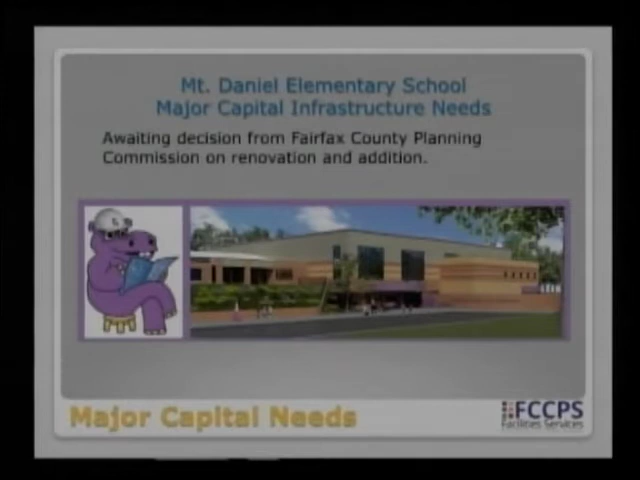 Mt. Daniel Elementary School
Major Capital Infrastructure Needs
Awaiting decision from Fairfax County Planning
Commission on renovation and addition.
Major Capital Needs
FCCPS
Facilities Services